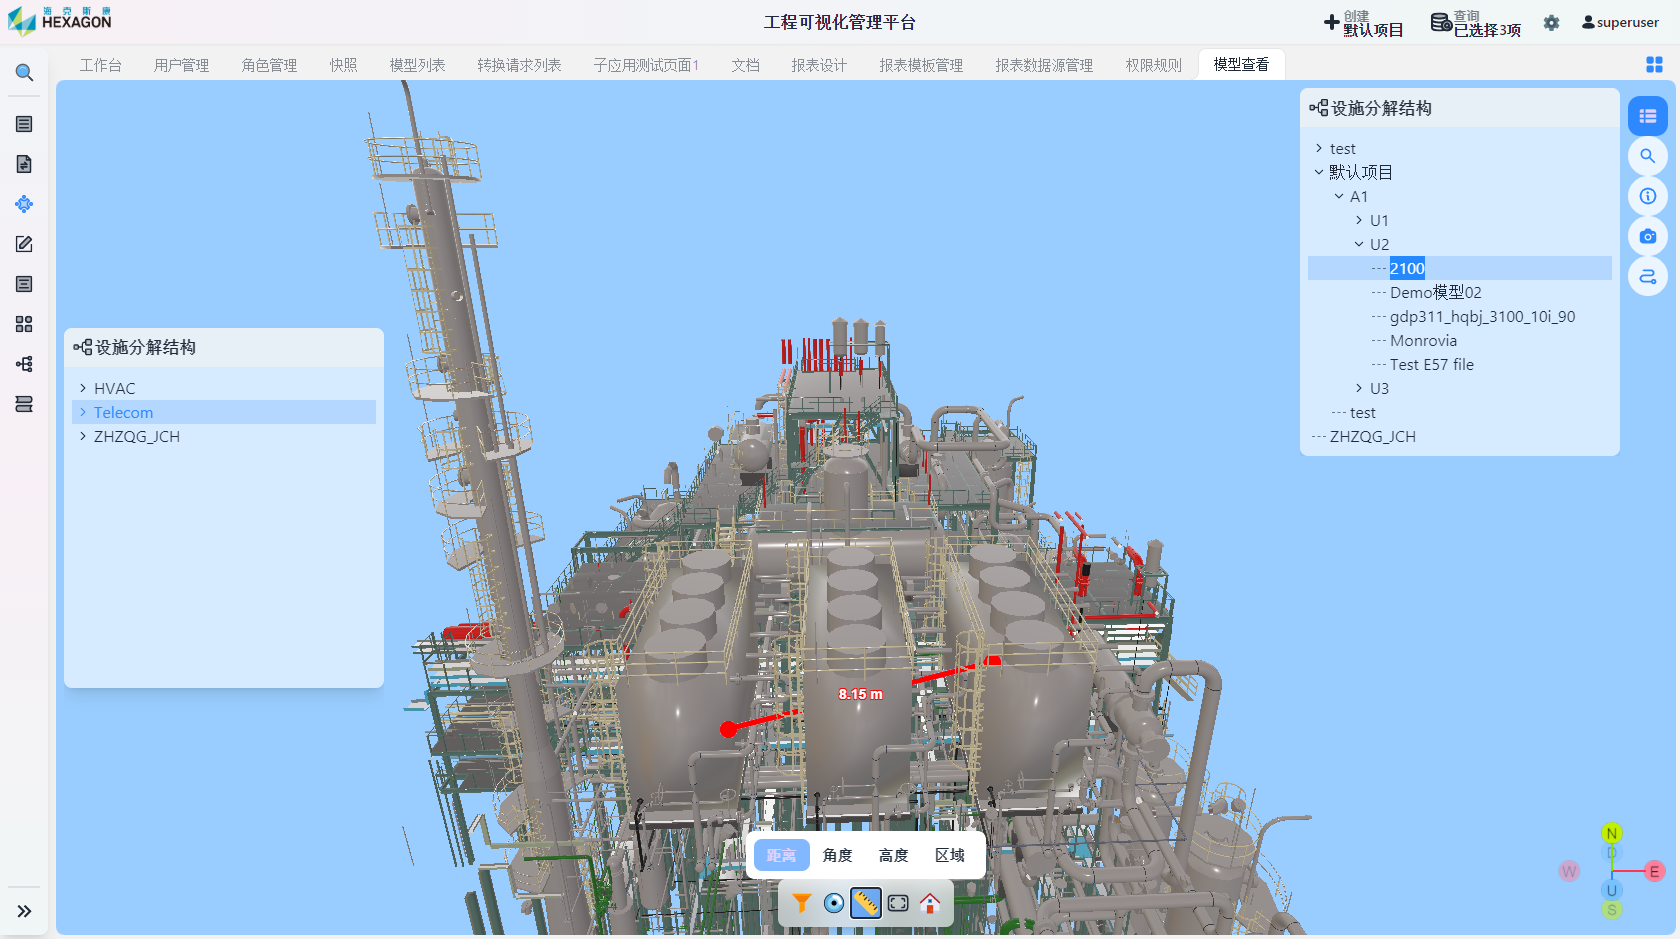 海克斯康
HEXAGON
工程可视化管理平台
创建
默认项目
查询
已选择3项
superuser
工作台
用户管理
角色管理
快照
模型列表
转换请求列表
子应用测试页面1
文档
报表设计
报表模板管理
报表数据源管理
权限规则
模型查看
设施分解结构
HVAC
Telecom
ZHZQG_JCH
设施分解结构
test
默认项目
A1
U1
U2
2100
Demo模型02
gdp311_hqbj_3100_10i_90
Monrovia
Test E57 file
U3
test
ZHZQG_JCH
8.15 m
距离
角度
高度
区域
N
D
W
E
U
S